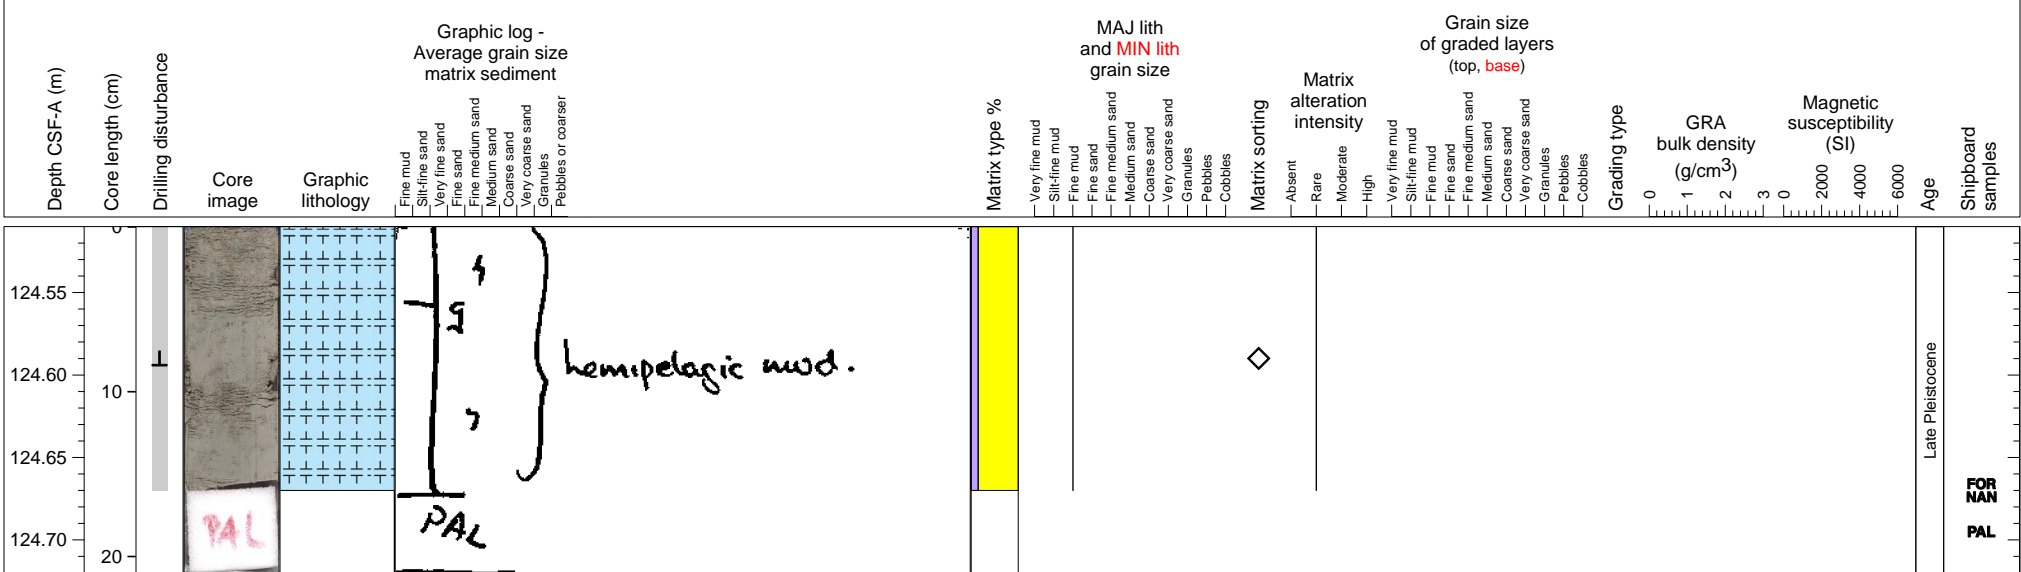 Depth CSF-A (m)
Core length (cm)
Drilling disturbance
Core
image
Graphic
lithology
Graphic log -
Average grain size
matrix sediment
Fine mud
Silt-fine sand
Very fine sand
Fine sand
Fine medium sand
Medium sand
Coarse sand
Very coarse sand
Granules
Pebbles or coarser
Matrix type %
MAJ lith
and MIN lith
grain size
Very fine mud
Silt-fine mud
Fine mud
Fine sand
Fine medium sand
Medium sand
Coarse sand
Very coarse sand
Granules
Pebbles
Cobbles
Matrix sorting
Matrix
alteration
intensity
Absent
Rare
Moderate
High
Grain size
of graded layers
(top, base)
Very fine mud
Silt-fine mud
Fine mud
Fine sand
Fine medium sand
Medium sand
Coarse sand
Very coarse sand
Granules
Pebbles
Cobbles
Grading type
GRA
bulk density
(g/cm3)
0 1 2 3
Magnetic
susceptibility
(SI)
0 2000 4000 6000
Age
Shipboard
samples
0
124.55
124.60
10
124.65
124.70
20
hemipelagic mud.
PAL
PAL
Late Pleistocene
FOR
NAN
PAL